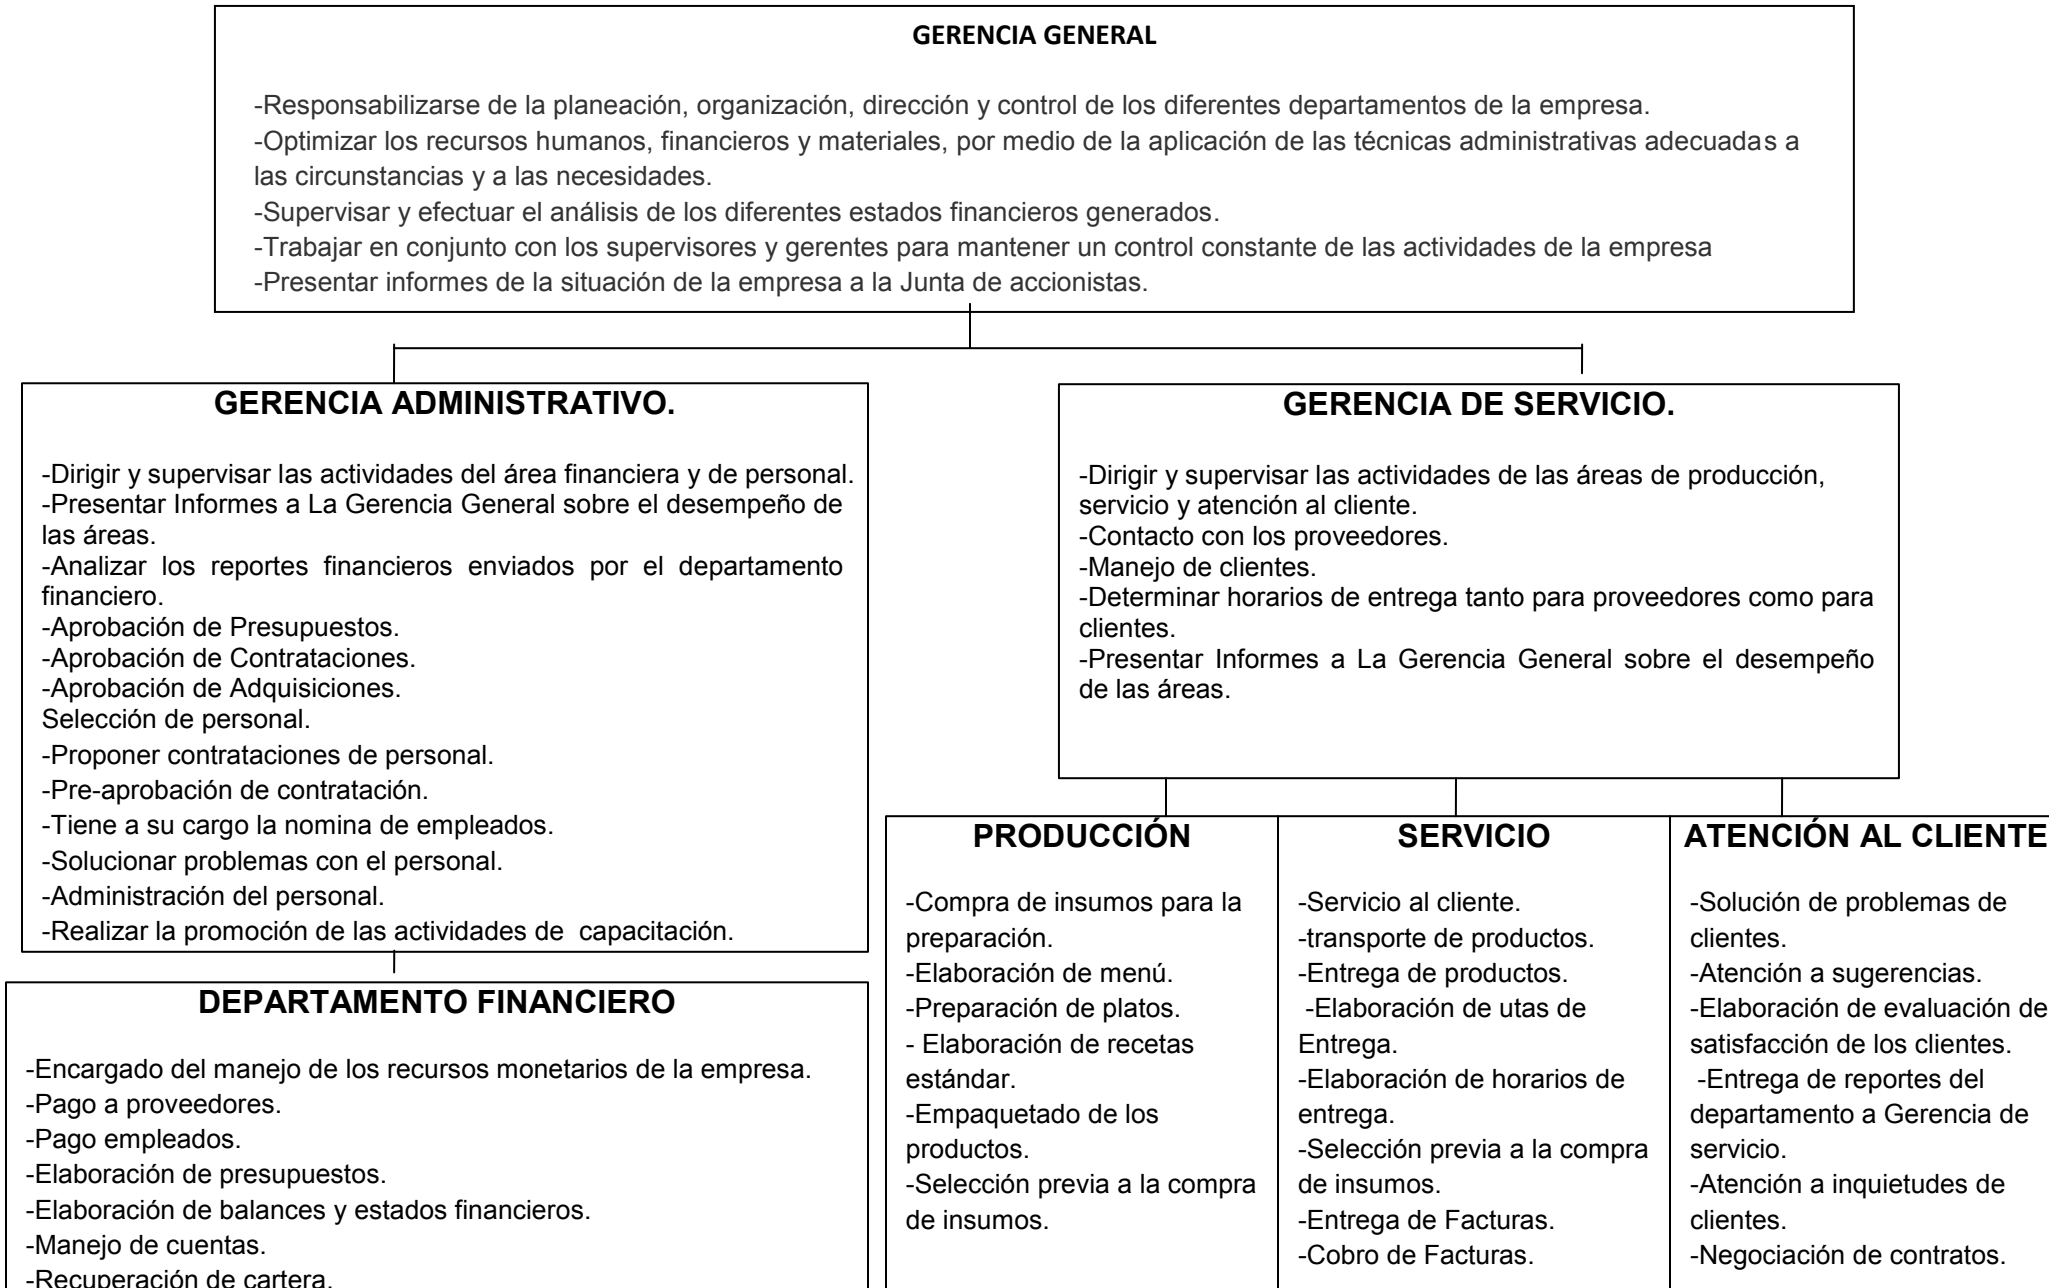 GERENCIA GENERAL
-Responsabilizarse de la planeación, organización, dirección y control de los diferentes departamentos de la empresa.
-Optimizar los recursos humanos, financieros y materiales, por medio de la aplicación de las técnicas administrativas adecuadas a
las circunstancias y a las necesidades.
-Supervisar y efectuar el análisis de los diferentes estados financieros generados.
-Trabajar en conjunto con los supervisores y gerentes para mantener un control constante de las actividades de la empresa
-Presentar informes de la situación de la empresa a la Junta de accionistas.
GERENCIA ADMINISTRATIVO.
-Dirigir y supervisar las actividades del área financiera y de personal.
-Presentar Informes a La Gerencia General sobre el desempeño de
las áreas.
-Analizar los reportes financieros enviados por el departamento
financiero.
-Aprobación de Presupuestos.
-Aprobación de Contrataciones.
-Aprobación de Adquisiciones.
Selección de personal.
-Proponer contrataciones de personal.
-Pre-aprobación de contratación.
-Tiene a su cargo la nomina de empleados.
-Solucionar problemas con el personal.
-Administración del personal.
-Realizar la promoción de las actividades de capacitación.
DEPARTAMENTO FINANCIERO
-Encargado del manejo de los recursos monetarios de la empresa.
-Pago a proveedores.
-Pago empleados.
-Elaboración de presupuestos.
-Elaboración de balances y estados financieros.
-Manejo de cuentas.
-Recuperación de cartera.
GERENCIA DE SERVICIO.
-Dirigir y supervisar las actividades de las áreas de producción,
servicio y atención al cliente.
-Contacto con los proveedores.
-Manejo de clientes.
-Determinar horarios de entrega tanto para proveedores como para
clientes.
-Presentar Informes a La Gerencia General sobre el desempeño
de las áreas.
PRODUCCIÓN
-Compra de insumos para la
preparación.
-Elaboración de menú.
-Preparación de platos.
- Elaboración de recetas
estándar.
-Empaquetado de los
productos.
-Selección previa a la compra
de insumos.
SERVICIO
-Servicio al cliente.
-transporte de productos.
-Entrega de productos.
-Elaboración de utas de
Entrega.
-Elaboración de horarios de
entrega.
-Selección previa a la compra
de insumos.
-Entrega de Facturas.
-Cobro de Facturas.
ATENCIÓN AL CLIENTE
-Solución de problemas de
clientes.
-Atención a sugerencias.
-Elaboración de evaluación de
satisfacción de los clientes.
-Entrega de reportes del
departamento a Gerencia de
servicio.
-Atención a inquietudes de
clientes.
-Negociación de contratos.